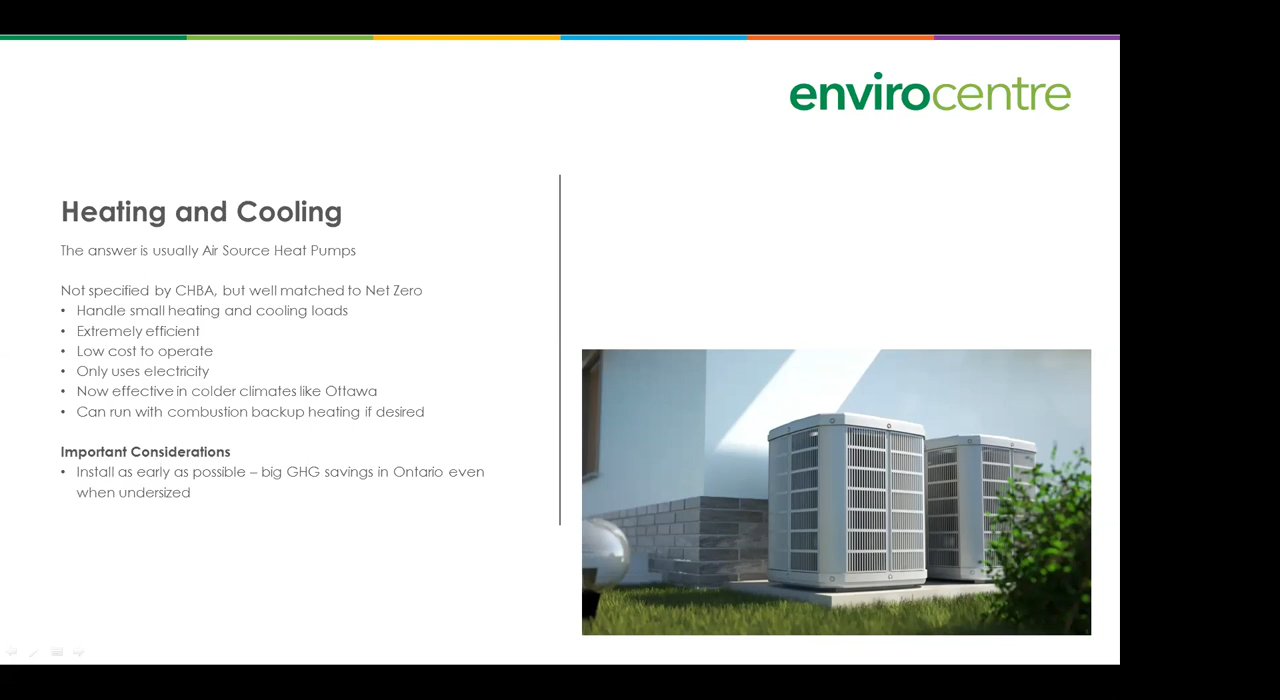 envirocentre
Heating and Cooling
The answer is usually Air Source Heat Pumps
Not specified by CHBA, but well matched to Net Zero
• Handle small heating and cooling loads
• Extremely efficient
• Low cost to operate
• Only uses electricity
• Now effective in colder climates like Ottawa
• Can run with combustion backup heating if desired
Important Considerations
• Install as early as possible – big GHG savings in Ontario even
when undersized